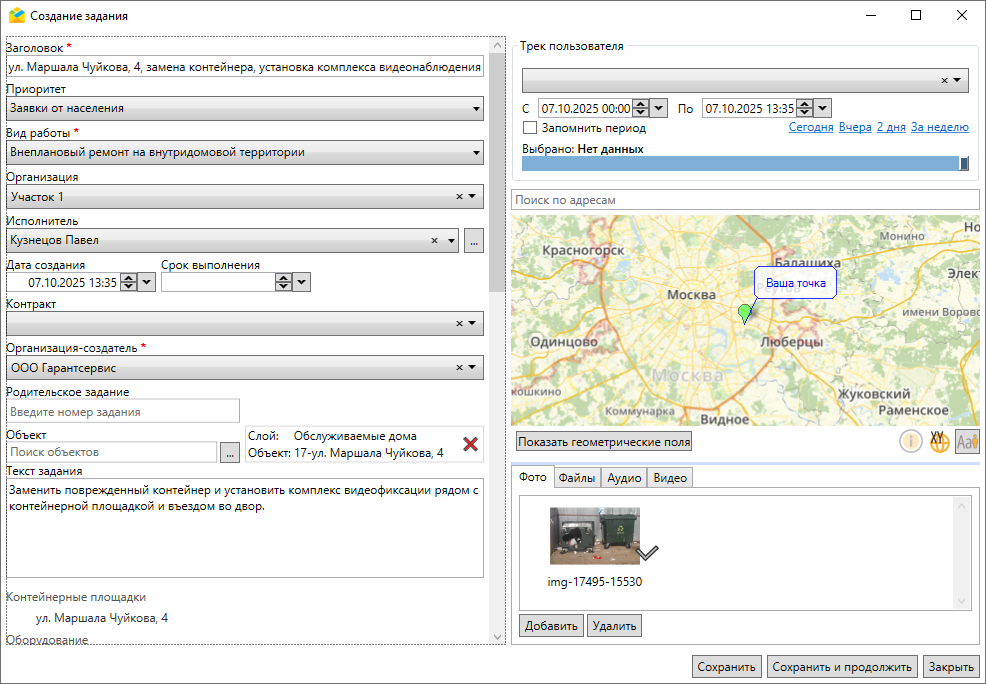 Создание задания
Заголовок *
ул. Маршала Чуйкова, 4, замена контейнера, установка комплекса видеонаблюдения
Приоритет
Заявки от населения
Вид работы *
Внеплановый ремонт на внутридомовой территории
Организация
Участок 1
Исполнитель
Кузнецов Павел
...
Дата создания Срок выполнения
07.10.2025 13:35
Контракт
Организация-создатель *
ООО Гарантсервис
Родительское задание
Введите номер задания
Объект
Поиск объектов
...
Слой: Обслуживаемые дома
Объект: 17-ул. Маршала Чуйкова, 4
Текст задания
Заменить поврежденный контейнер и установить комплекс видеофиксации рядом с
контейнерной площадкой и въездом во двор.
Контейнерные площадки
ул. Маршала Чуйкова, 4
Оборудование
Трек пользователя
С 07.10.2025 00:00 По 07.10.2025 13:35
Запомнить период Сегодня Вчера 2 дня За неделю
Выбрано: Нет данных
Поиск по адресам
Но
Монино
Красногорск
Балашиха
Элект
Реутов
Ваша точка
Москва
имени Воровс
Одинцово
Люберцы
Москва
кошкино
Жуковский
Коммунарка
Раменское
Видное
Показать геометрические поля
i
XY
Aa
Фото Файлы Аудио Видео
img-17495-15530
Добавить Удалить
Сохранить Сохранить и продолжить Закрыть